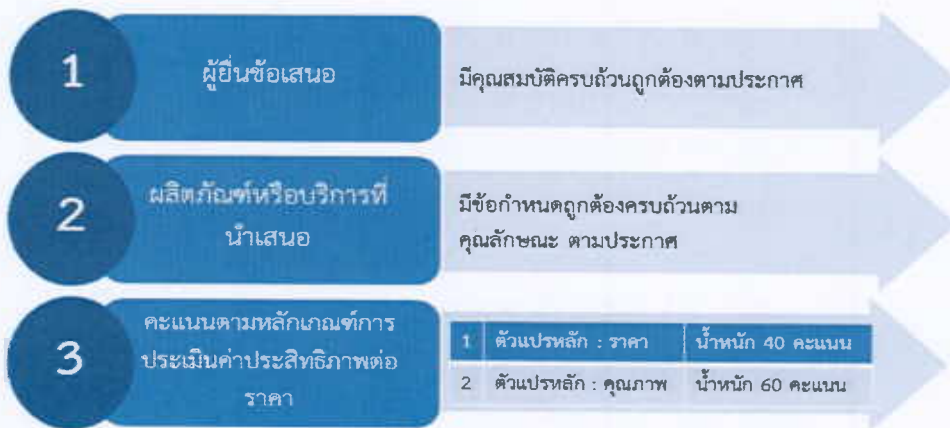 1
ผู้ยื่นข้อเสนอ
มีคุณสมบัติครบถ้วนถูกต้องตามประกาศ
2
ผลิตภัณฑ์หรือบริการที่
นำเสนอ
มีข้อกำหนดถูกต้องครบถ้วนตาม
คุณลักษณะ ตามประกาศ
3
คะแนนตามหลักเกณฑ์การ
ประเมินค่าประสิทธิภาพต่อ
ราคา
1 ตัวแปรหลัก : ราคา น้ำหนัก 40 คะแนน
2 ตัวแปรหลัก : คุณภาพ น้ำหนัก 60 คะแนน